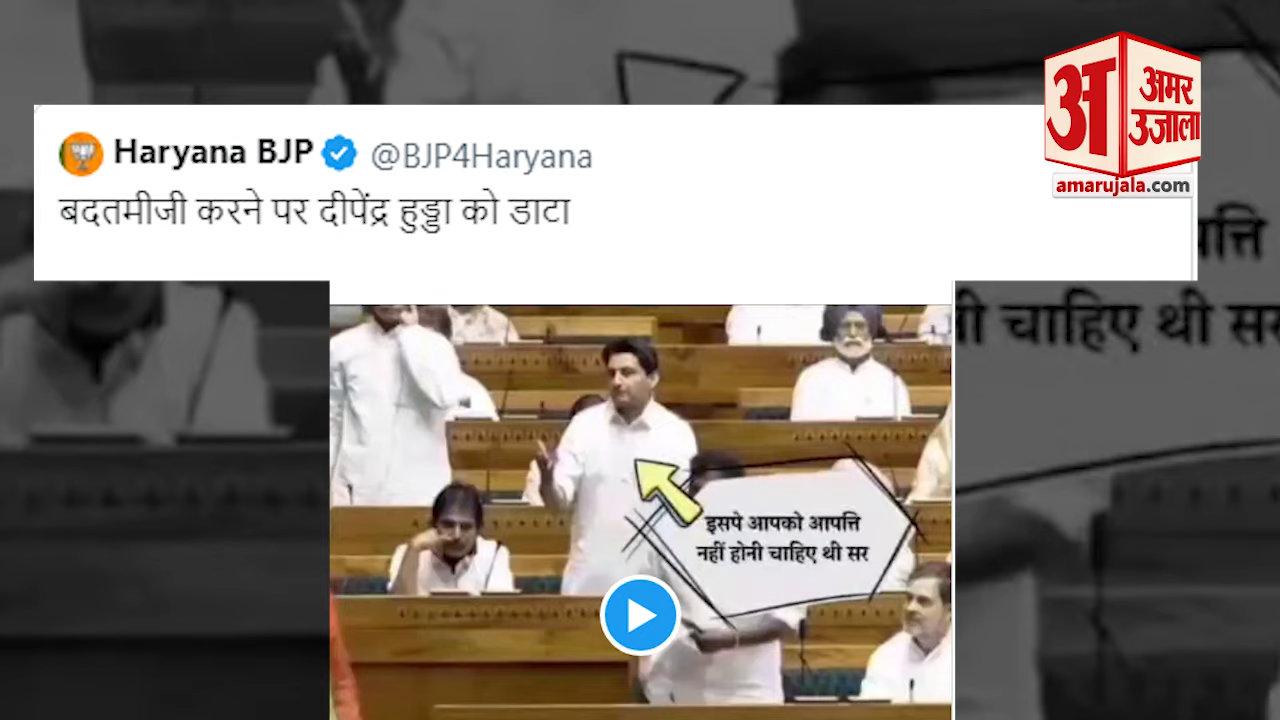 अ
अमर
उजाला
amarujala.com
Haryana BJP @BJP4Haryana
बदतमीजी करने पर दीपेंद्र हुड्डा को डाटा
इसपे आपको आपत्ति
नहीं होनी चाहिए थी सर
चाहिए थी